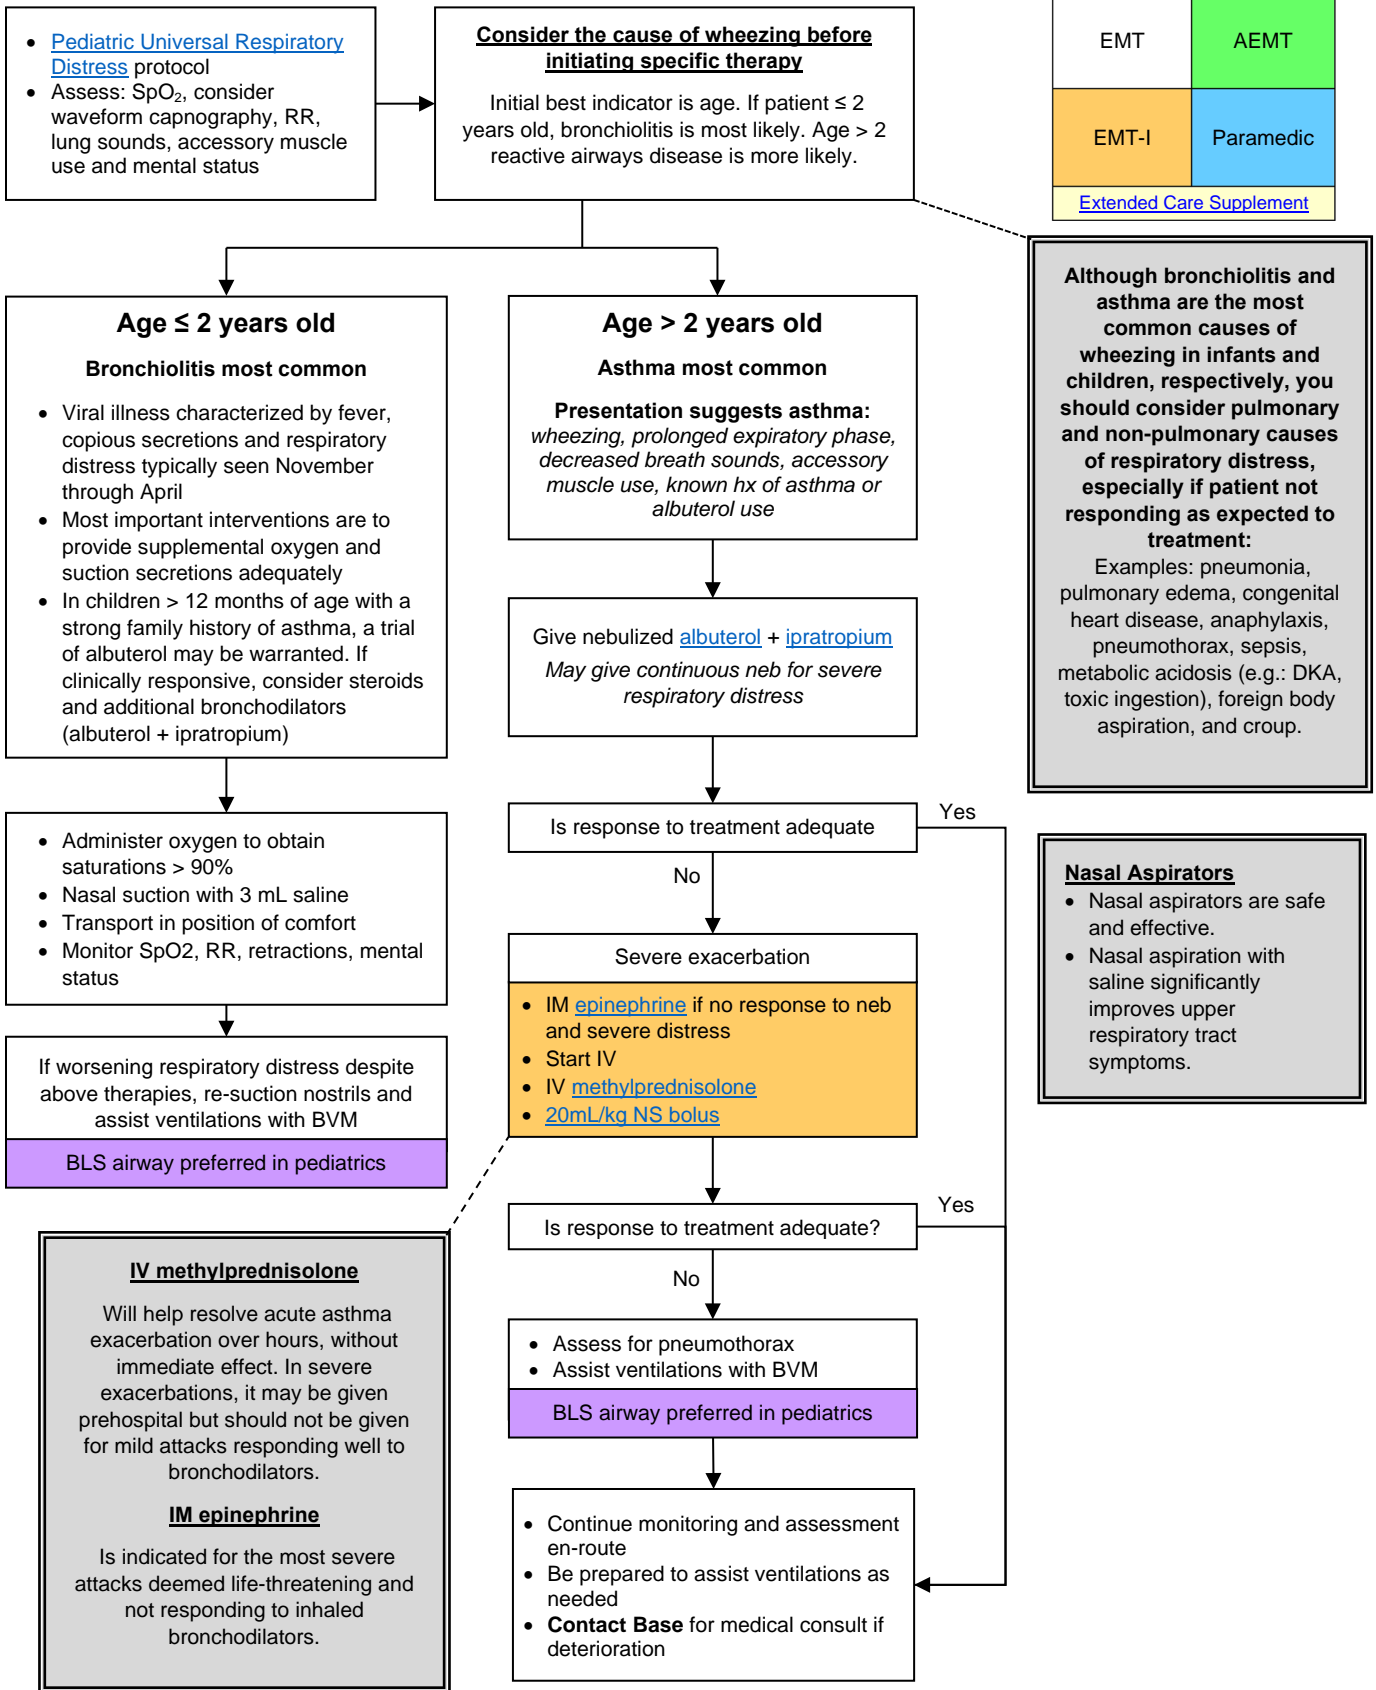 • Pediatric Universal Respiratory
Distress protocol
• Assess: SpO₂, consider
waveform capnography, RR,
lung sounds, accessory muscle
use and mental status
Consider the cause of wheezing before
initiating specific therapy
Initial best indicator is age. If patient ≤ 2
years old, bronchiolitis is most likely. Age > 2
reactive airways disease is more likely.
EMT
AEMT
EMT-I
Paramedic
Extended Care Supplement
Although bronchiolitis and
asthma are the most
common causes of
wheezing in infants and
children, respectively, you
should consider pulmonary
and non-pulmonary causes
of respiratory distress,
especially if patient not
responding as expected to
treatment:
Examples: pneumonia,
pulmonary edema, congenital
heart disease, anaphylaxis,
pneumothorax, sepsis,
metabolic acidosis (e.g.: DKA,
toxic ingestion), foreign body
aspiration, and croup.
Age ≤ 2 years old
Bronchiolitis most common
• Viral illness characterized by fever,
copious secretions and respiratory
distress typically seen November
through April
• Most important interventions are to
provide supplemental oxygen and
suction secretions adequately
• In children > 12 months of age with a
strong family history of asthma, a trial
of albuterol may be warranted. If
clinically responsive, consider steroids
and additional bronchodilators
(albuterol + ipratropium)
• Administer oxygen to obtain
saturations > 90%
• Nasal suction with 3 mL saline
• Transport in position of comfort
• Monitor SpO2, RR, retractions, mental
status
If worsening respiratory distress despite
above therapies, re-suction nostrils and
assist ventilations with BVM
BLS airway preferred in pediatrics
Age > 2 years old
Asthma most common
Presentation suggests asthma:
wheezing, prolonged expiratory phase,
decreased breath sounds, accessory
muscle use, known hx of asthma or
albuterol use
Give nebulized albuterol + ipratropium
May give continuous neb for severe
respiratory distress
Is response to treatment adequate
Yes
No
Severe exacerbation
• IM epinephrine if no response to neb
and severe distress
• Start IV
• IV methylprednisolone
• 20mL/kg NS bolus
Is response to treatment adequate?
Yes
No
• Assess for pneumothorax
• Assist ventilations with BVM
BLS airway preferred in pediatrics
• Continue monitoring and assessment
en-route
• Be prepared to assist ventilations as
needed
• Contact Base for medical consult if
deterioration
Nasal Aspirators
• Nasal aspirators are safe
and effective.
• Nasal aspiration with
saline significantly
improves upper
respiratory tract
symptoms.
IV methylprednisolone
Will help resolve acute asthma
exacerbation over hours, without
immediate effect. In severe
exacerbations, it may be given
prehospital but should not be given
for mild attacks responding well to
bronchodilators.
IM epinephrine
Is indicated for the most severe
attacks deemed life-threatening and
not responding to inhaled
bronchodilators.